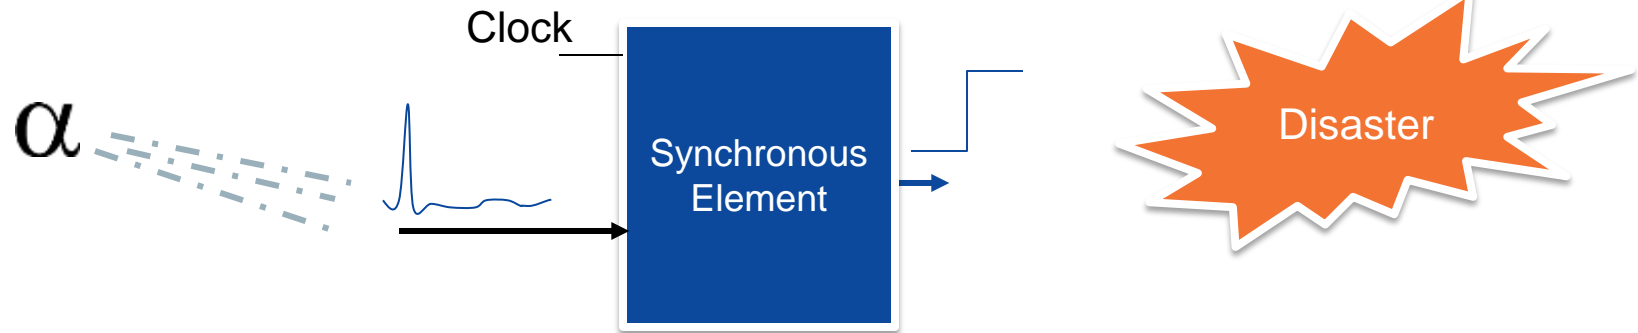 Clock
α
Synchronous
Element
Disaster